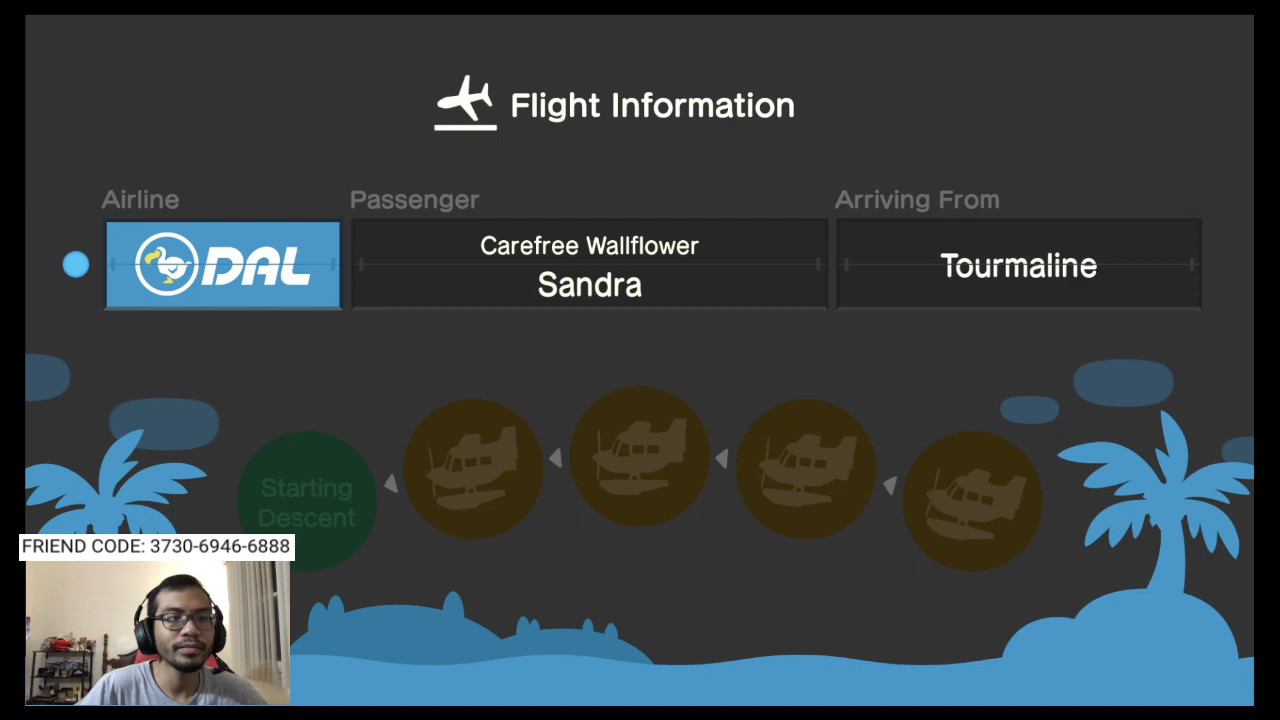 Flight Information
Airline
Passenger
Arriving From
DAL
Carefree Wallflower
Sandra
Tourmaline
Starting
Descent
FRIEND CODE: 3730-6946-6888